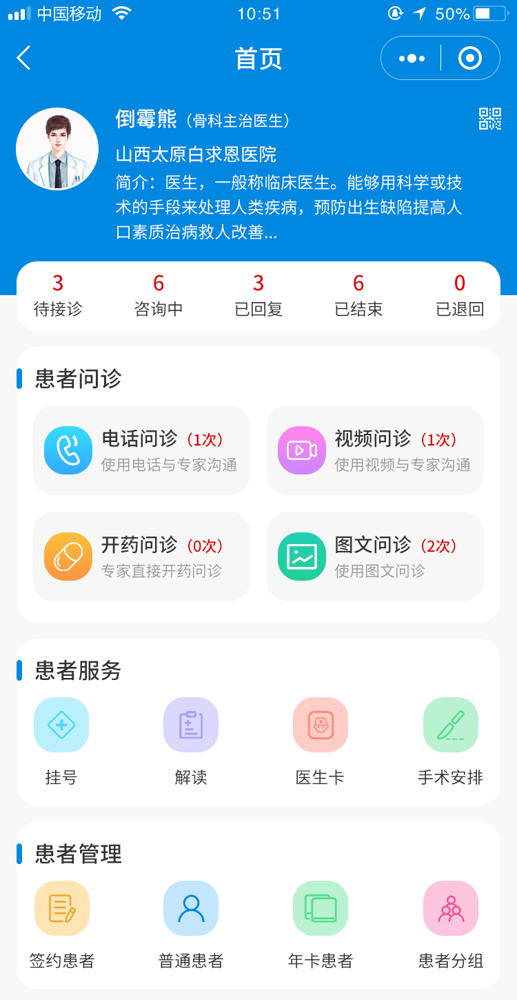 中国移动 10:51 50%
首页
倒霉熊（骨科主治医生）
山西太原白求恩医院
简介：医生，一般称临床医生。能够用科学或技
术的手段来处理人类疾病，预防出生缺陷提高人
口素质治病救人改善...
3 6 3 6 0
待接诊 咨询中 已回复 已结束 已退回
患者问诊
电话问诊（1次） 视频问诊（1次）
使用电话与专家沟通 使用视频与专家沟通
开药问诊（0次） 图文问诊（2次）
专家直接开药问诊 使用图文问诊
患者服务
挂号 解读 医生卡 手术安排
患者管理
签约患者 普通患者 年卡患者 患者分组